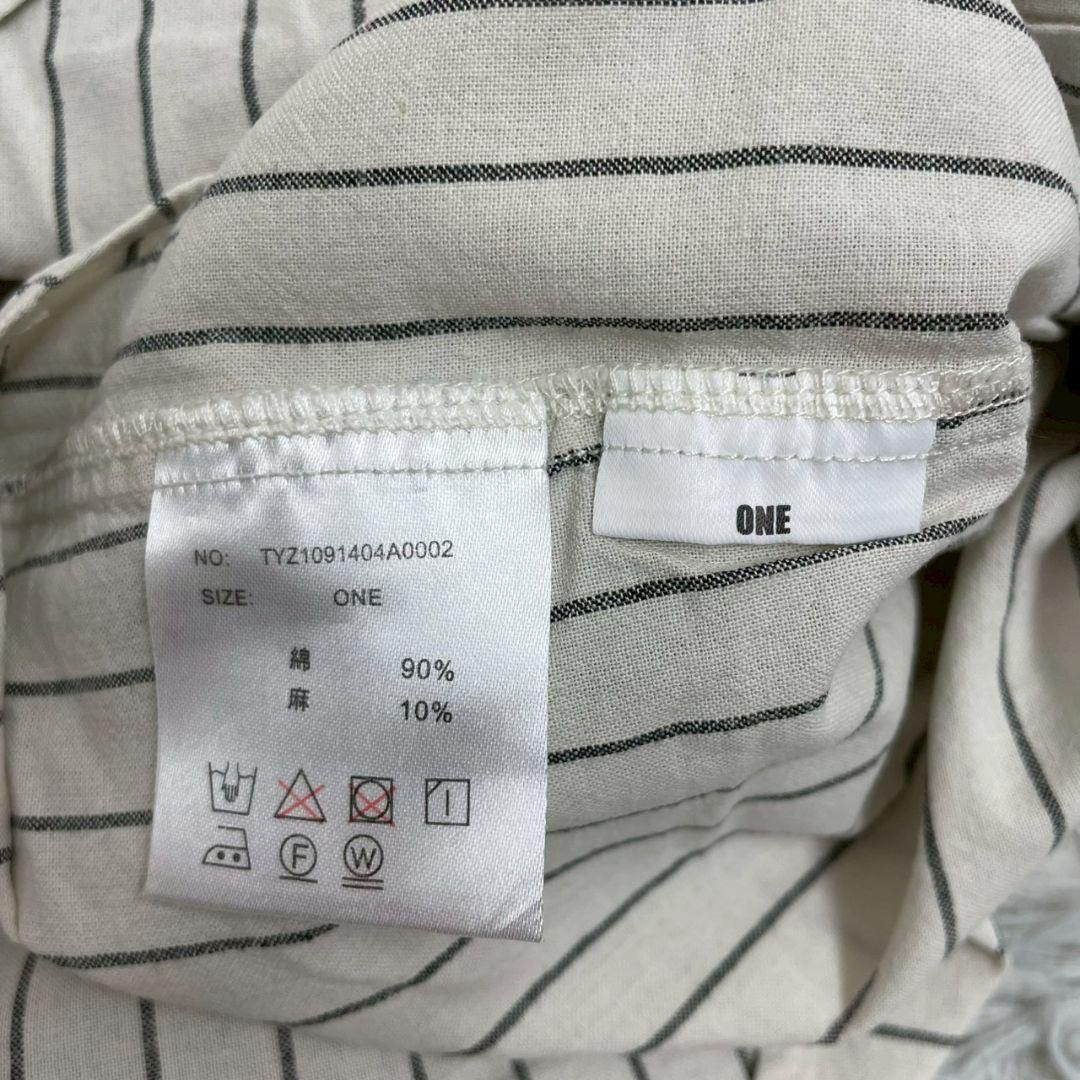 NO: TYZ1091404A0002
SIZE: ONE
綿 90%
麻 10%
F W
ONE